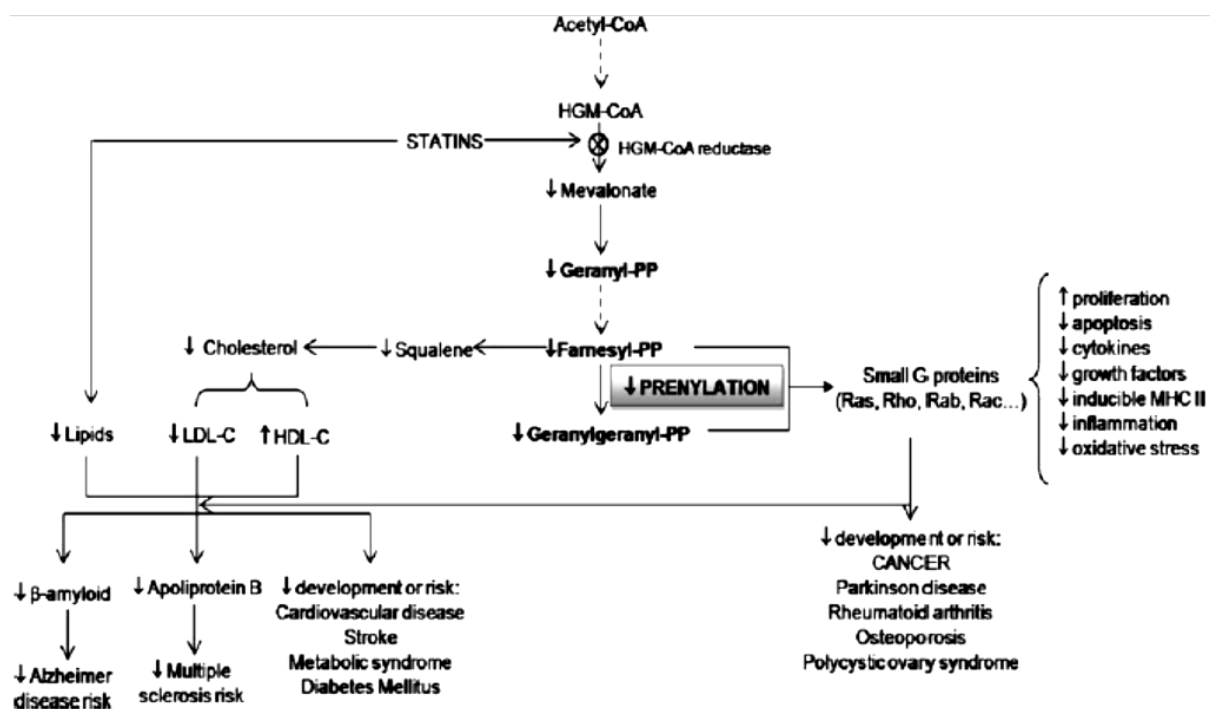 Acetyl-CoA
HGM-CoA
STATINS
HGM-CoA reductase
↓ Mevalonate
↓ Geranyl-PP
↓ Cholesterol
↓ Squalene
↓ Farnesyl-PP
↓ PRENYLATION
↓ Geranylgeranyl-PP
Small G proteins
(Ras, Rho, Rab, Rac...)
↑ proliferation
↓ apoptosis
↓ cytokines
↓ growth factors
↓ inducible MHC II
↓ inflammation
↓ oxidative stress
↓ Lipids
↓ LDL-C
↑ HDL-C
↓ β-amyloid
↓ Alzheimer
disease risk
↓ Apoliprotein B
↓ Multiple
sclerosis risk
↓ development or risk:
Cardiovascular disease
Stroke
Metabolic syndrome
Diabetes Mellitus
↓ development or risk:
CANCER
Parkinson disease
Rheumatoid arthritis
Osteoporosis
Polycystic ovary syndrome